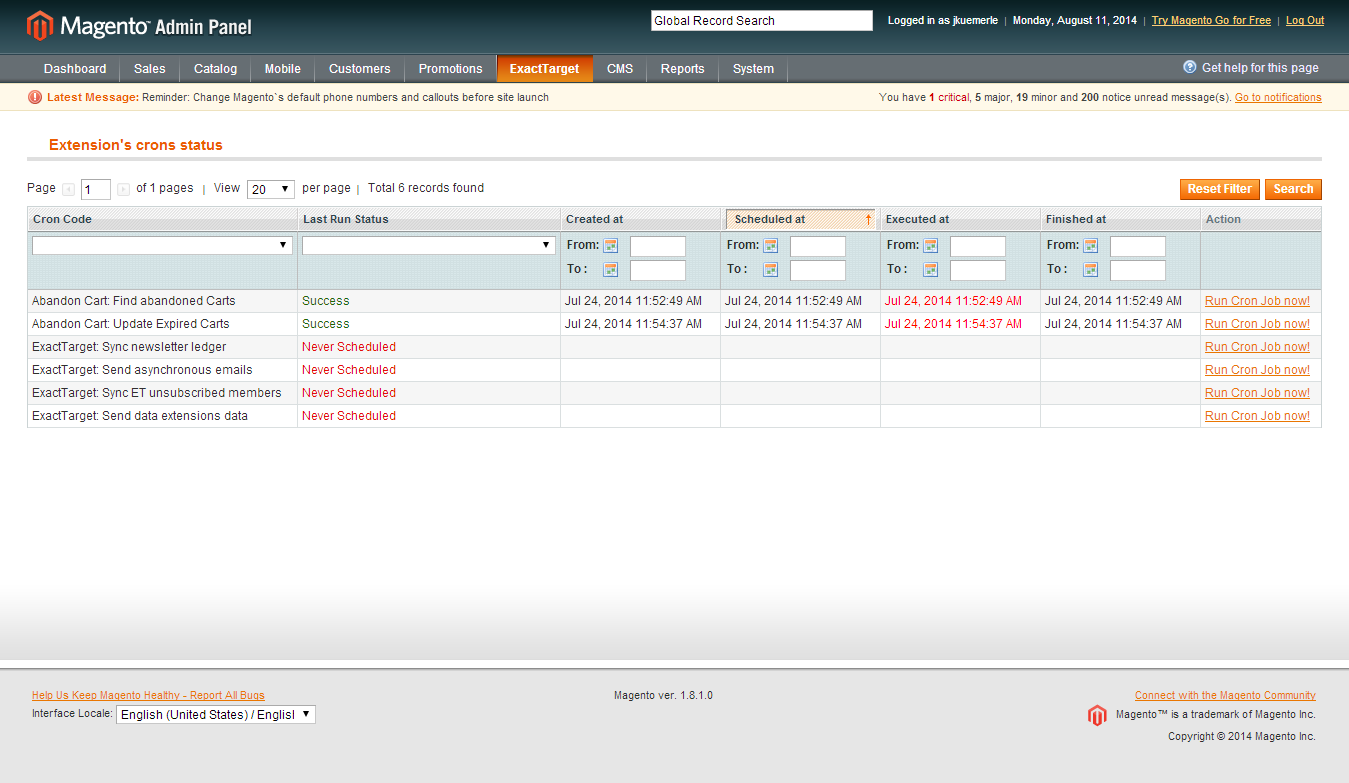 Magento™ Admin Panel
Global Record Search
Logged in as jkuemerle | Monday, August 11, 2014 | Try Magento Go for Free | Log Out
Dashboard Sales Catalog Mobile Customers Promotions ExactTarget CMS Reports System Get help for this page
Latest Message: Reminder: Change Magento`s default phone numbers and callouts before site launch You have 1 critical, 5 major, 19 minor and 200 notice unread message(s). Go to notifications
Extension's crons status
Page 1 of 1 pages | View 20 per page | Total 6 records found Reset Filter Search
Cron Code Last Run Status Created at Scheduled at Executed at Finished at Action
From: From: From: From:
To : To : To : To :
Abandon Cart: Find abandoned Carts Success Jul 24, 2014 11:52:49 AM Jul 24, 2014 11:52:49 AM Jul 24, 2014 11:52:49 AM Jul 24, 2014 11:52:49 AM Run Cron Job now!
Abandon Cart: Update Expired Carts Success Jul 24, 2014 11:54:37 AM Jul 24, 2014 11:54:37 AM Jul 24, 2014 11:54:37 AM Jul 24, 2014 11:54:37 AM Run Cron Job now!
ExactTarget: Sync newsletter ledger Never Scheduled Run Cron Job now!
ExactTarget: Send asynchronous emails Never Scheduled Run Cron Job now!
ExactTarget: Sync ET unsubscribed members Never Scheduled Run Cron Job now!
ExactTarget: Send data extensions data Never Scheduled Run Cron Job now!
Help Us Keep Magento Healthy - Report All Bugs Magento ver. 1.8.1.0 Connect with the Magento Community
Interface Locale: English (United States) / Englisl Magento™ is a trademark of Magento Inc.
Copyright © 2014 Magento Inc.